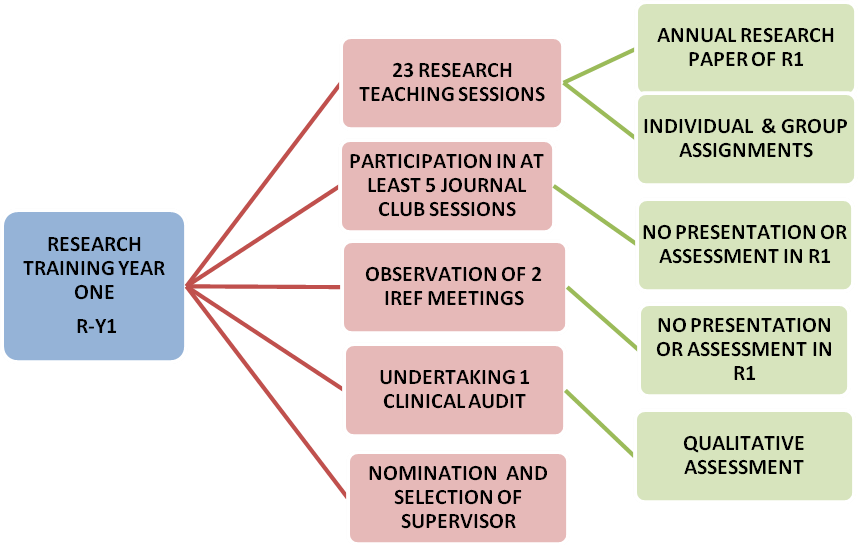 RESEARCH
TRAINING YEAR
ONE
R-Y1
23 RESEARCH
TEACHING SESSIONS
PARTICIPATION IN AT
LEAST 5 JOURNAL
CLUB SESSIONS
OBSERVATION OF 2
IREF MEETINGS
UNDERTAKING 1
CLINICAL AUDIT
NOMINATION AND
SELECTION OF
SUPERVISOR
ANNUAL RESEARCH
PAPER OF R1
INDIVIDUAL & GROUP
ASSIGNMENTS
NO PRESENTATION OR
ASSESSMENT IN R1
NO PRESENTATION
OR ASSESSMENT IN
R1
QUALITATIVE
ASSESSMENT